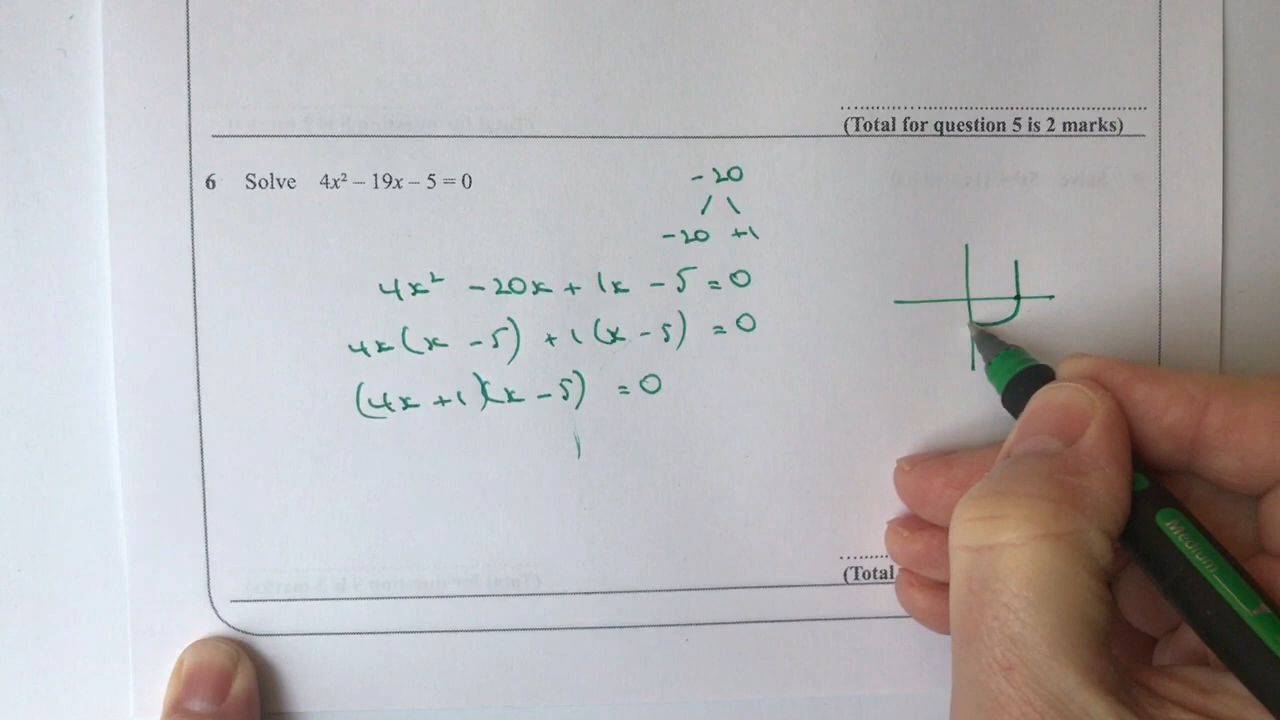 (Total for question 5 is 2 marks)
6 Solve 4x² – 19x – 5 = 0
-20
-20 +1
4x² -20x + 1x - 5 = 0
4x(x - 5) + 1(x - 5) = 0
(4x + 1)(x - 5) = 0
(Total
Medium